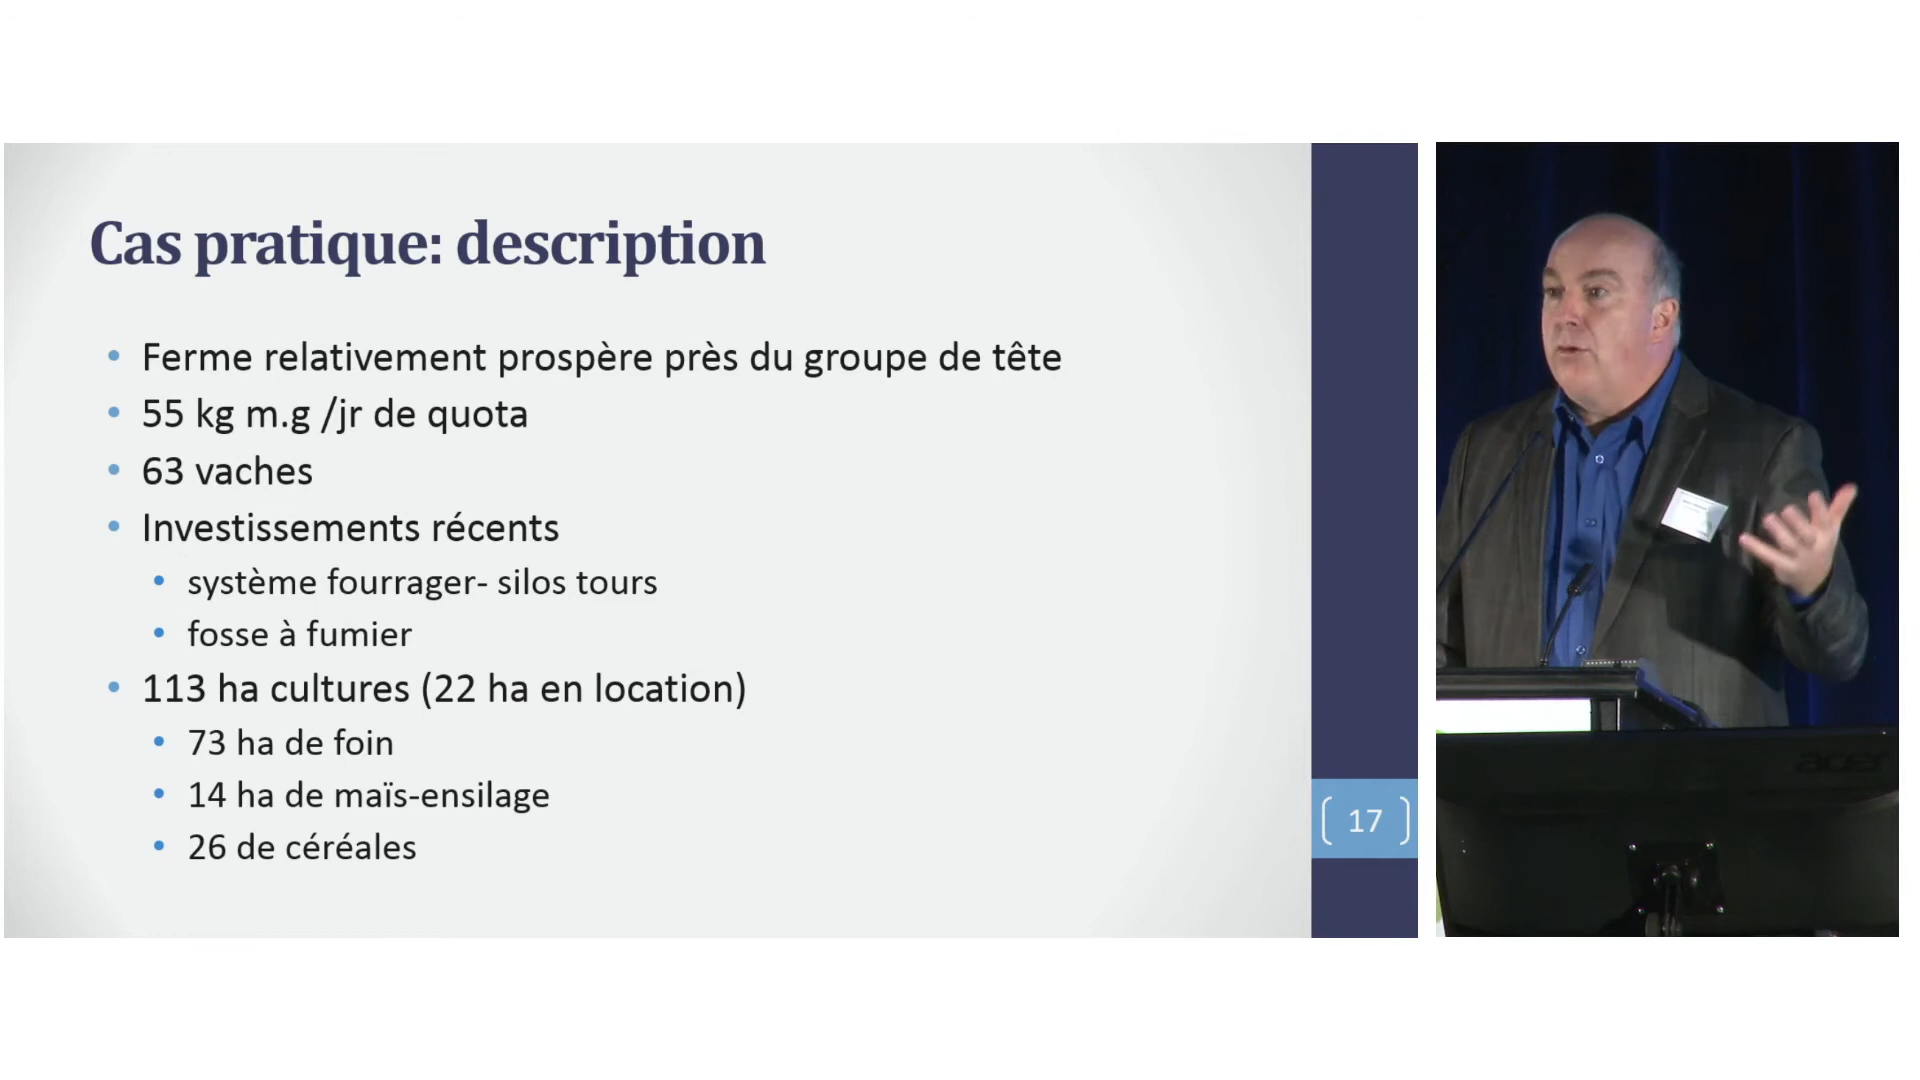 Cas pratique: description
• Ferme relativement prospère près du groupe de tête
• 55 kg m.g /jr de quota
• 63 vaches
• Investissements récents
• système fourrager- silos tours
• fosse à fumier
• 113 ha cultures (22 ha en location)
• 73 ha de foin
• 14 ha de maïs-ensilage
• 26 de céréales
17
acer